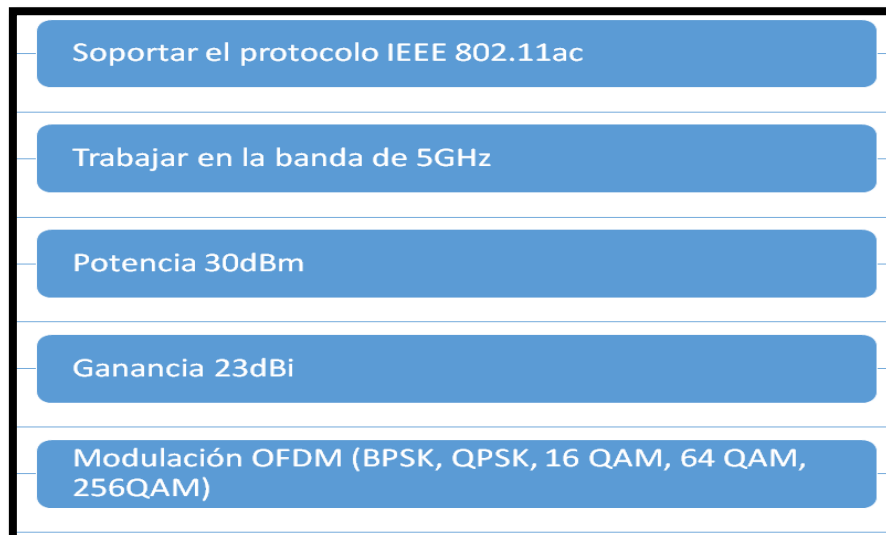 Soportar el protocolo IEEE 802.11ac
Trabajar en la banda de 5GHz
Potencia 30dBm
Ganancia 23dBi
Modulación OFDM (BPSK, QPSK, 16 QAM, 64 QAM,
256QAM)